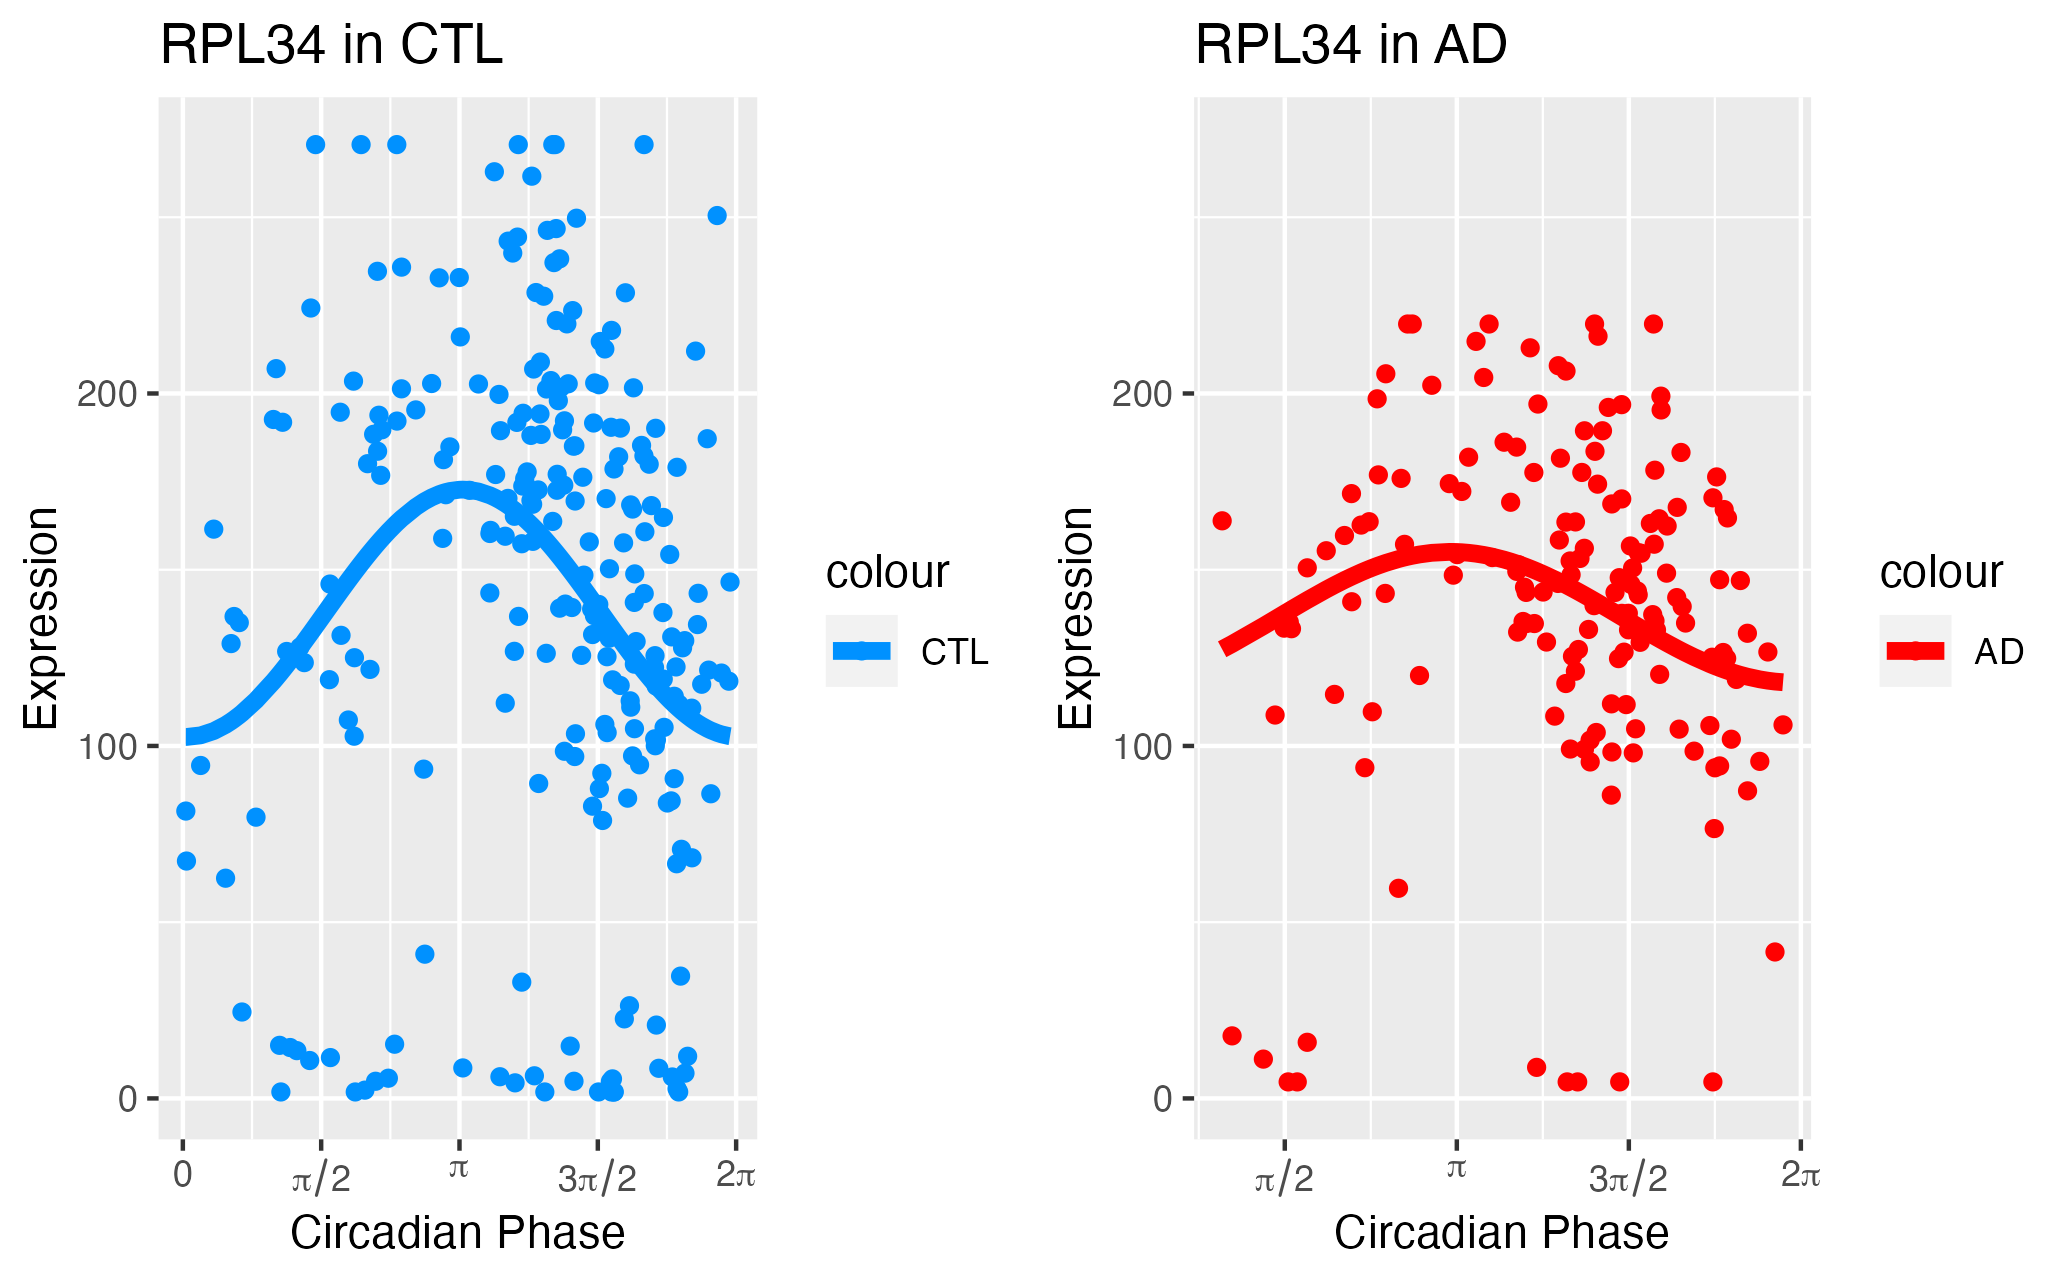 RPL34 in CTL
Expression
200
100
0
0
π/2
π
3π/2
2π
Circadian Phase
colour
CTL
RPL34 in AD
Expression
200
100
0
π/2
π
3π/2
2π
Circadian Phase
colour
AD